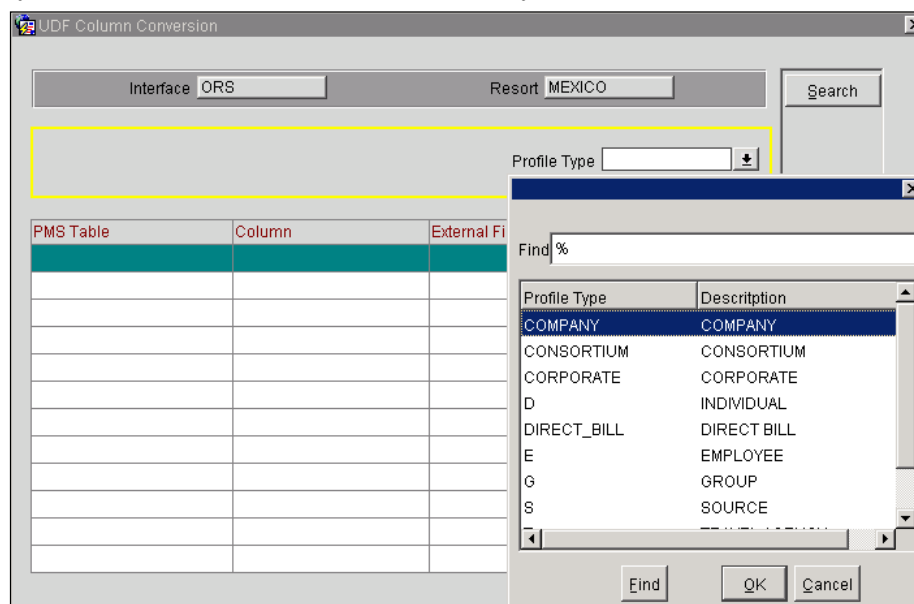 UDF Column Conversion
Interface ORS Resort MEXICO Search
Profile Type
PMS Table Column External Fi
Find %
Profile Type Descritption
COMPANY COMPANY
CONSORTIUM CONSORTIUM
CORPORATE CORPORATE
D INDIVIDUAL
DIRECT_BILL DIRECT BILL
E EMPLOYEE
G GROUP
S SOURCE
Find OK Cancel